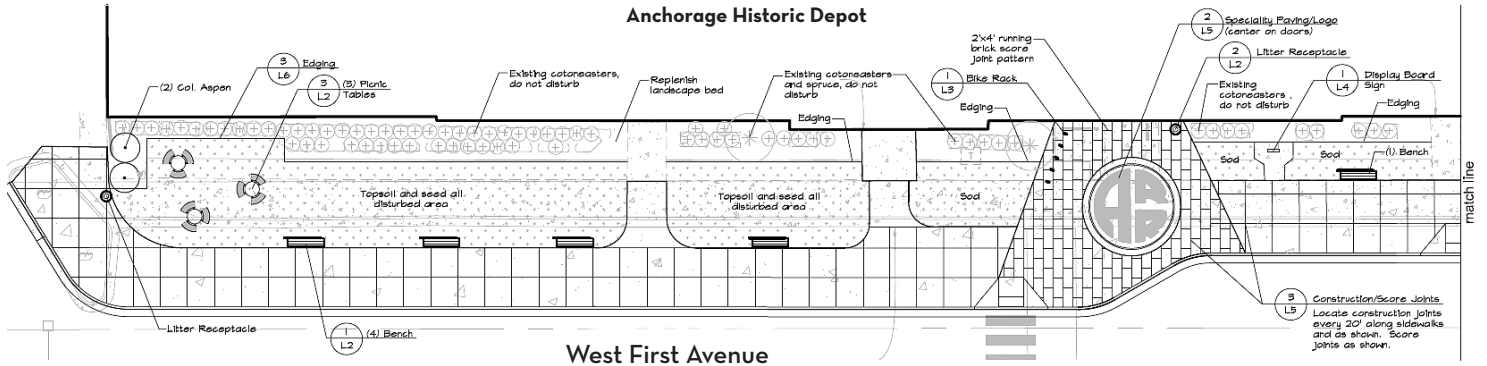 Anchorage Historic Depot
2
L5
Speciality Paving/Logo
(center on doors)
2'x4' running
brick score
joint pattern
2
L2
Litter Receptacle
3
L6
Edging
(2) Col. Aspen
3
L2
(3) Picnic
Tables
Existing cotoneasters,
do not disturb
Replenish
landscape bed
Existing cotoneasters
and spruce, do not
disturb
1
L3
Bike Rack
Edging
Edging
Existing
cotoneasters,
do not disturb
1
L4
Display Board
Sign
Edging
Sod
Sod
(1) Bench
Topsoil and seed all
disturbed area
Topsoil and seed all
disturbed area
Sod
ARR
match line
Litter Receptacle
1
L2
(4) Bench
West First Avenue
3
L5
Construction/Score Joints
Locate construction joints
every 20' along sidewalks
and as shown. Score
joints as shown.